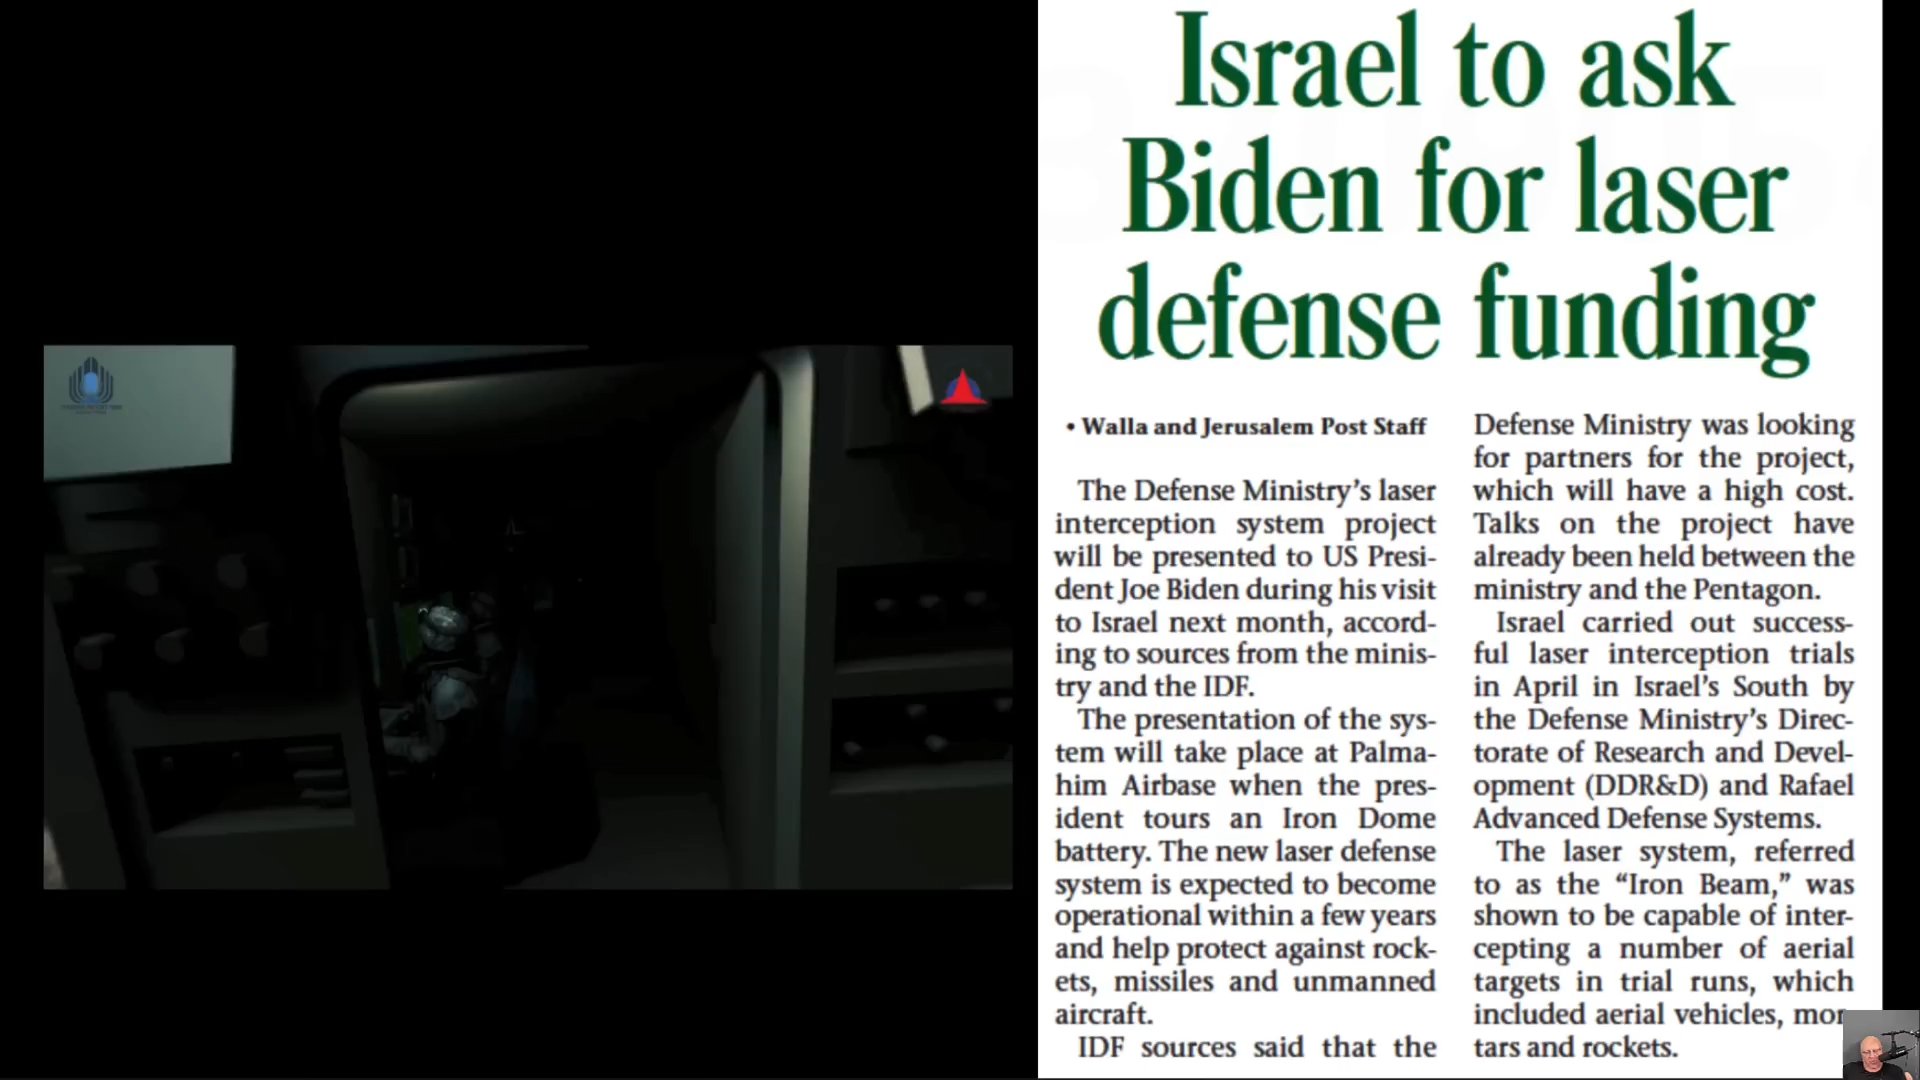 Israel to ask
Biden for laser
defense funding
• Walla and Jerusalem Post Staff
The Defense Ministry’s laser
interception system project
will be presented to US Presi-
dent Joe Biden during his visit
to Israel next month, accord-
ing to sources from the minis-
try and the IDF.
The presentation of the sys-
tem will take place at Palma-
him Airbase when the pres-
ident tours an Iron Dome
battery. The new laser defense
system is expected to become
operational within a few years
and help protect against rock-
ets, missiles and unmanned
aircraft.
IDF sources said that the
Defense Ministry was looking
for partners for the project,
which will have a high cost.
Talks on the project have
already been held between the
ministry and the Pentagon.
Israel carried out success-
ful laser interception trials
in April in Israel’s South by
the Defense Ministry’s Direc-
torate of Research and Devel-
opment (DDR&D) and Rafael
Advanced Defense Systems.
The laser system, referred
to as the “Iron Beam,” was
shown to be capable of inter-
cepting a number of aerial
targets in trial runs, which
included aerial vehicles, mor-
tars and rockets.